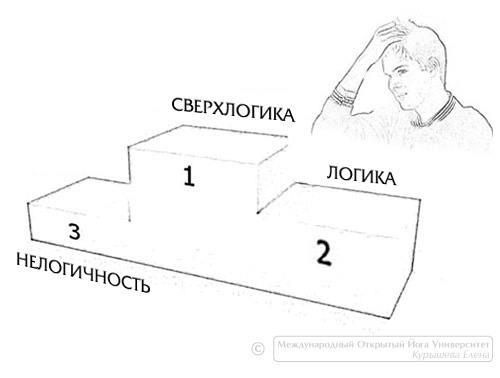 СВЕРХЛОГИКА
1
ЛОГИКА
3
2
НЕЛОГИЧНОСТЬ
© Международный Открытый Йога Университет
Курышева Елена